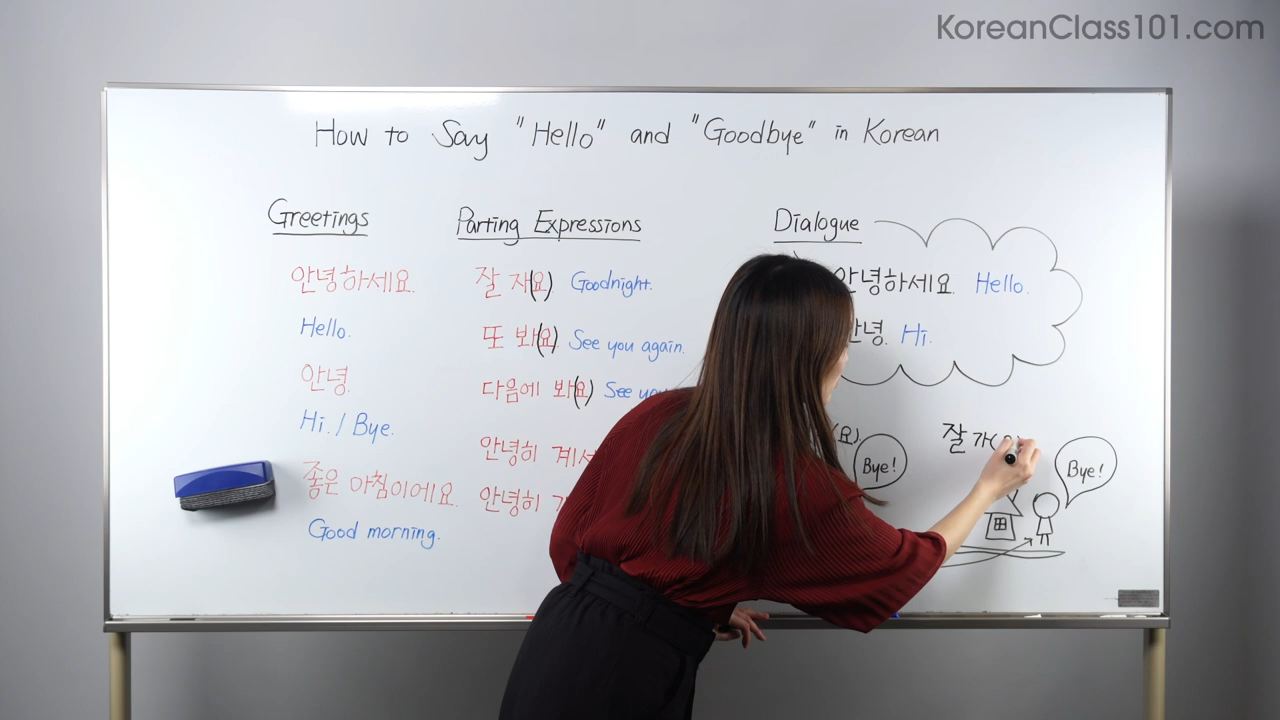 KoreanClass101.com
How to Say "Hello" and "Goodbye" in Korean
Greetings
안녕하세요.
Hello.
안녕.
Hi. / Bye.
좋은 아침이에요.
Good morning.
Parting Expressions
잘 자(요) Goodnight.
또 봐(요) See you again.
다음에 봐(요) See you
안녕히 계세
안녕히
Dialogue
안녕하세요. Hello.
안녕. Hi.
(요)
Bye!
잘 가(요)
Bye!